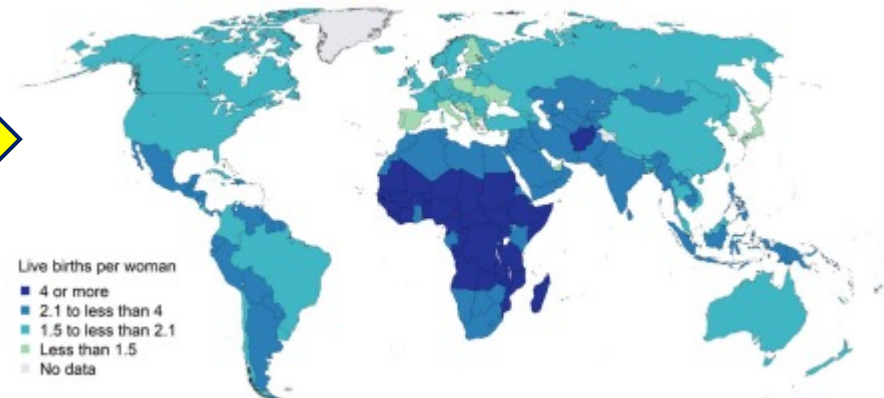 Live births per woman
4 or more
2.1 to less than 4
1.5 to less than 2.1
Less than 1.5
No data